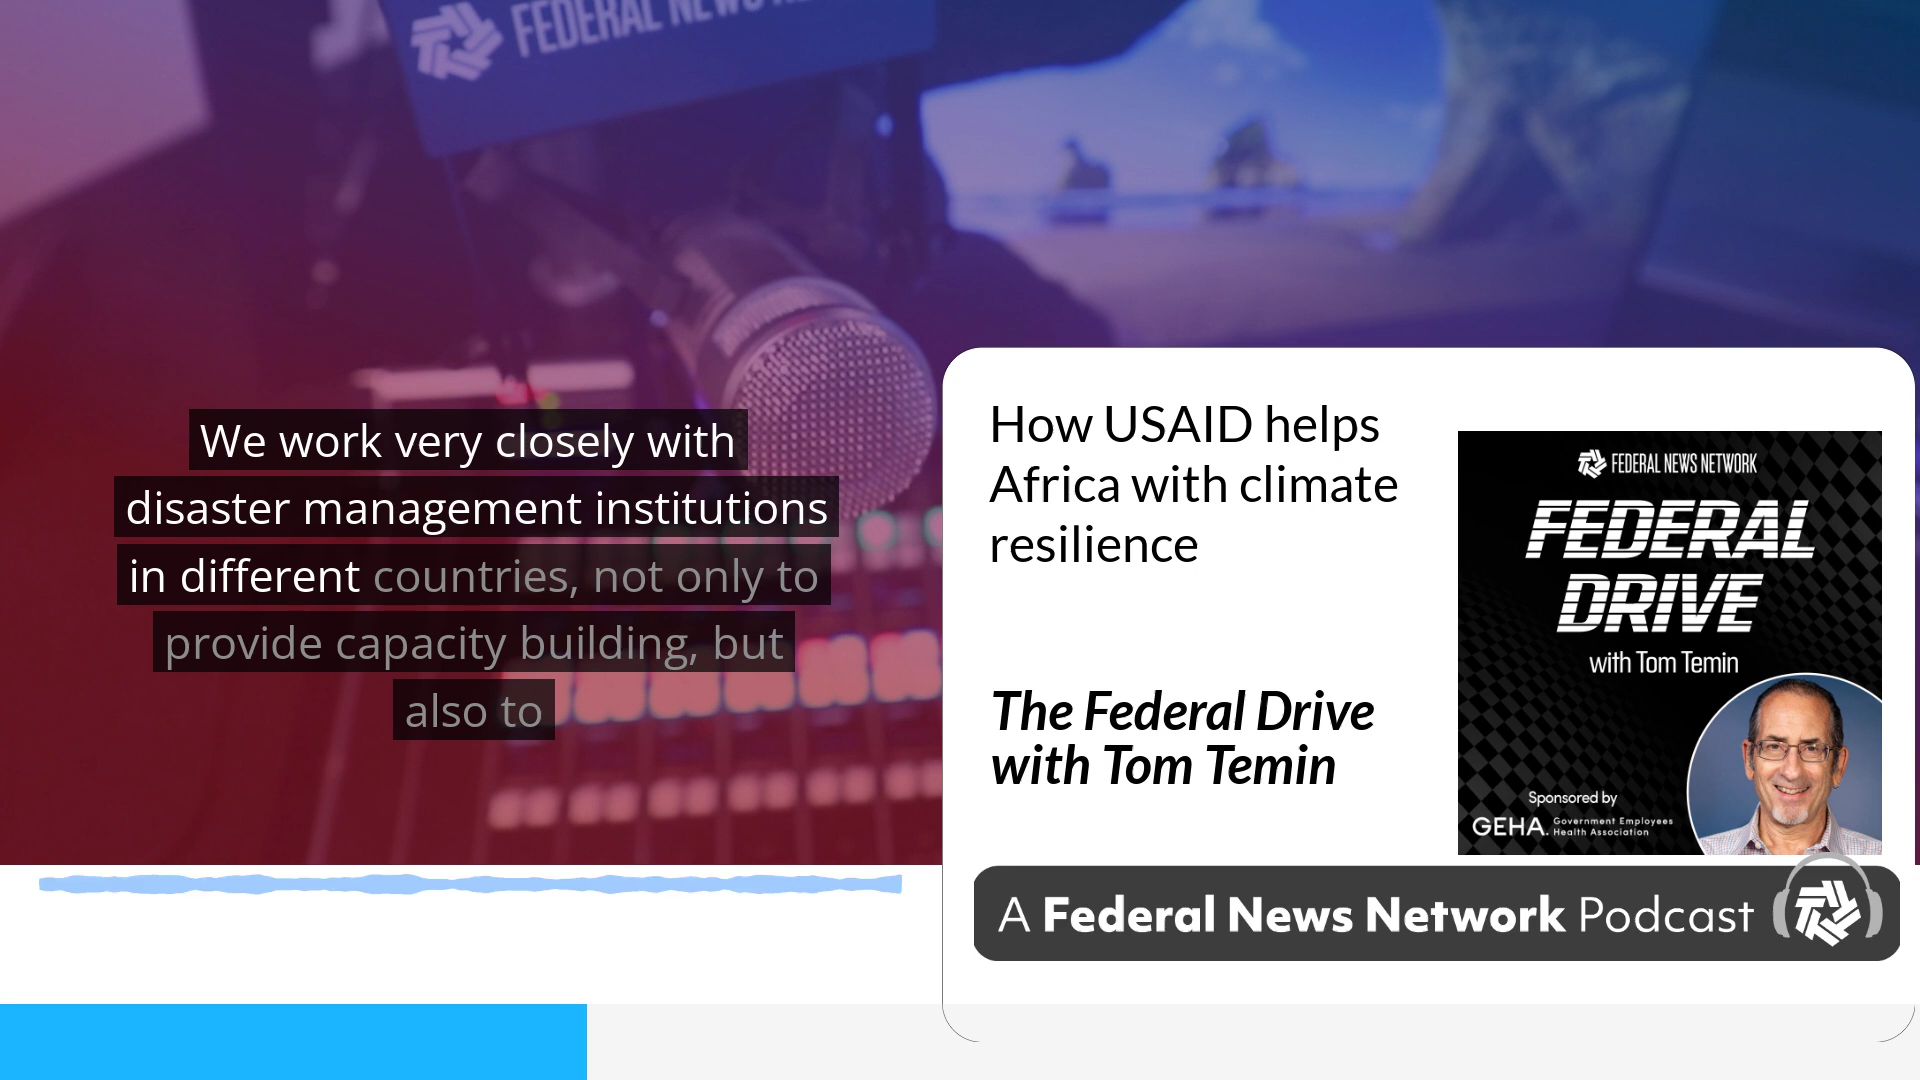 FEDERAL NEWS
We work very closely with
disaster management institutions
in different countries, not only to
provide capacity building, but
also to
How USAID helps
Africa with climate
resilience
The Federal Drive
with Tom Temin
FEDERAL NEWS NETWORK
FEDERAL
DRIVE
with Tom Temin
Sponsored by
GEHA. Government Employees
Health Association
A Federal News Network Podcast